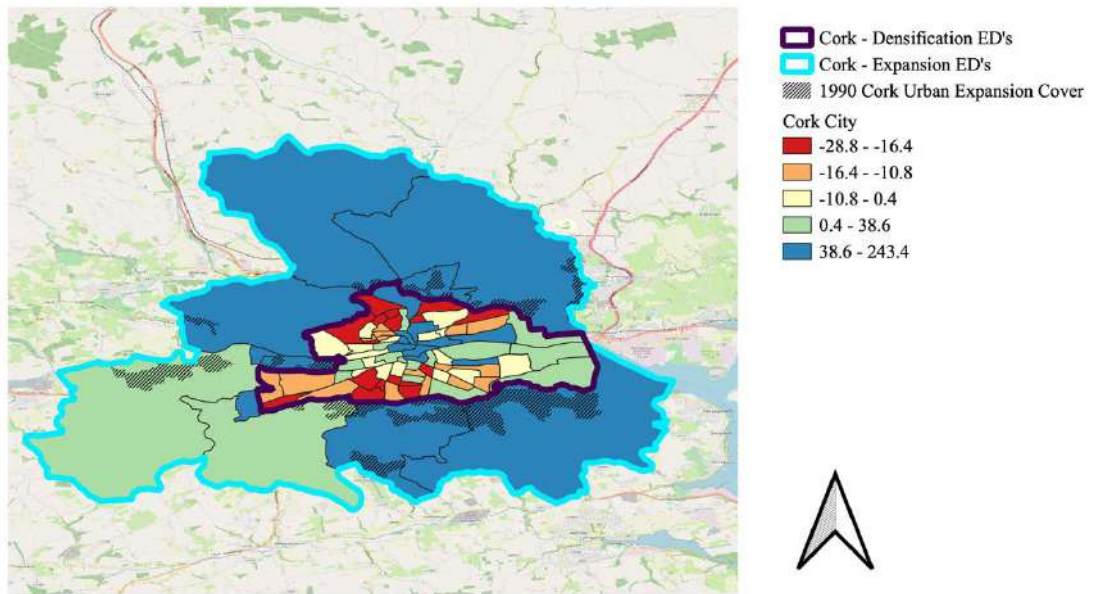 Cork - Densification ED's
Cork - Expansion ED's
1990 Cork Urban Expansion Cover
Cork City
-28.8 - -16.4
-16.4 - -10.8
-10.8 - 0.4
0.4 - 38.6
38.6 - 243.4